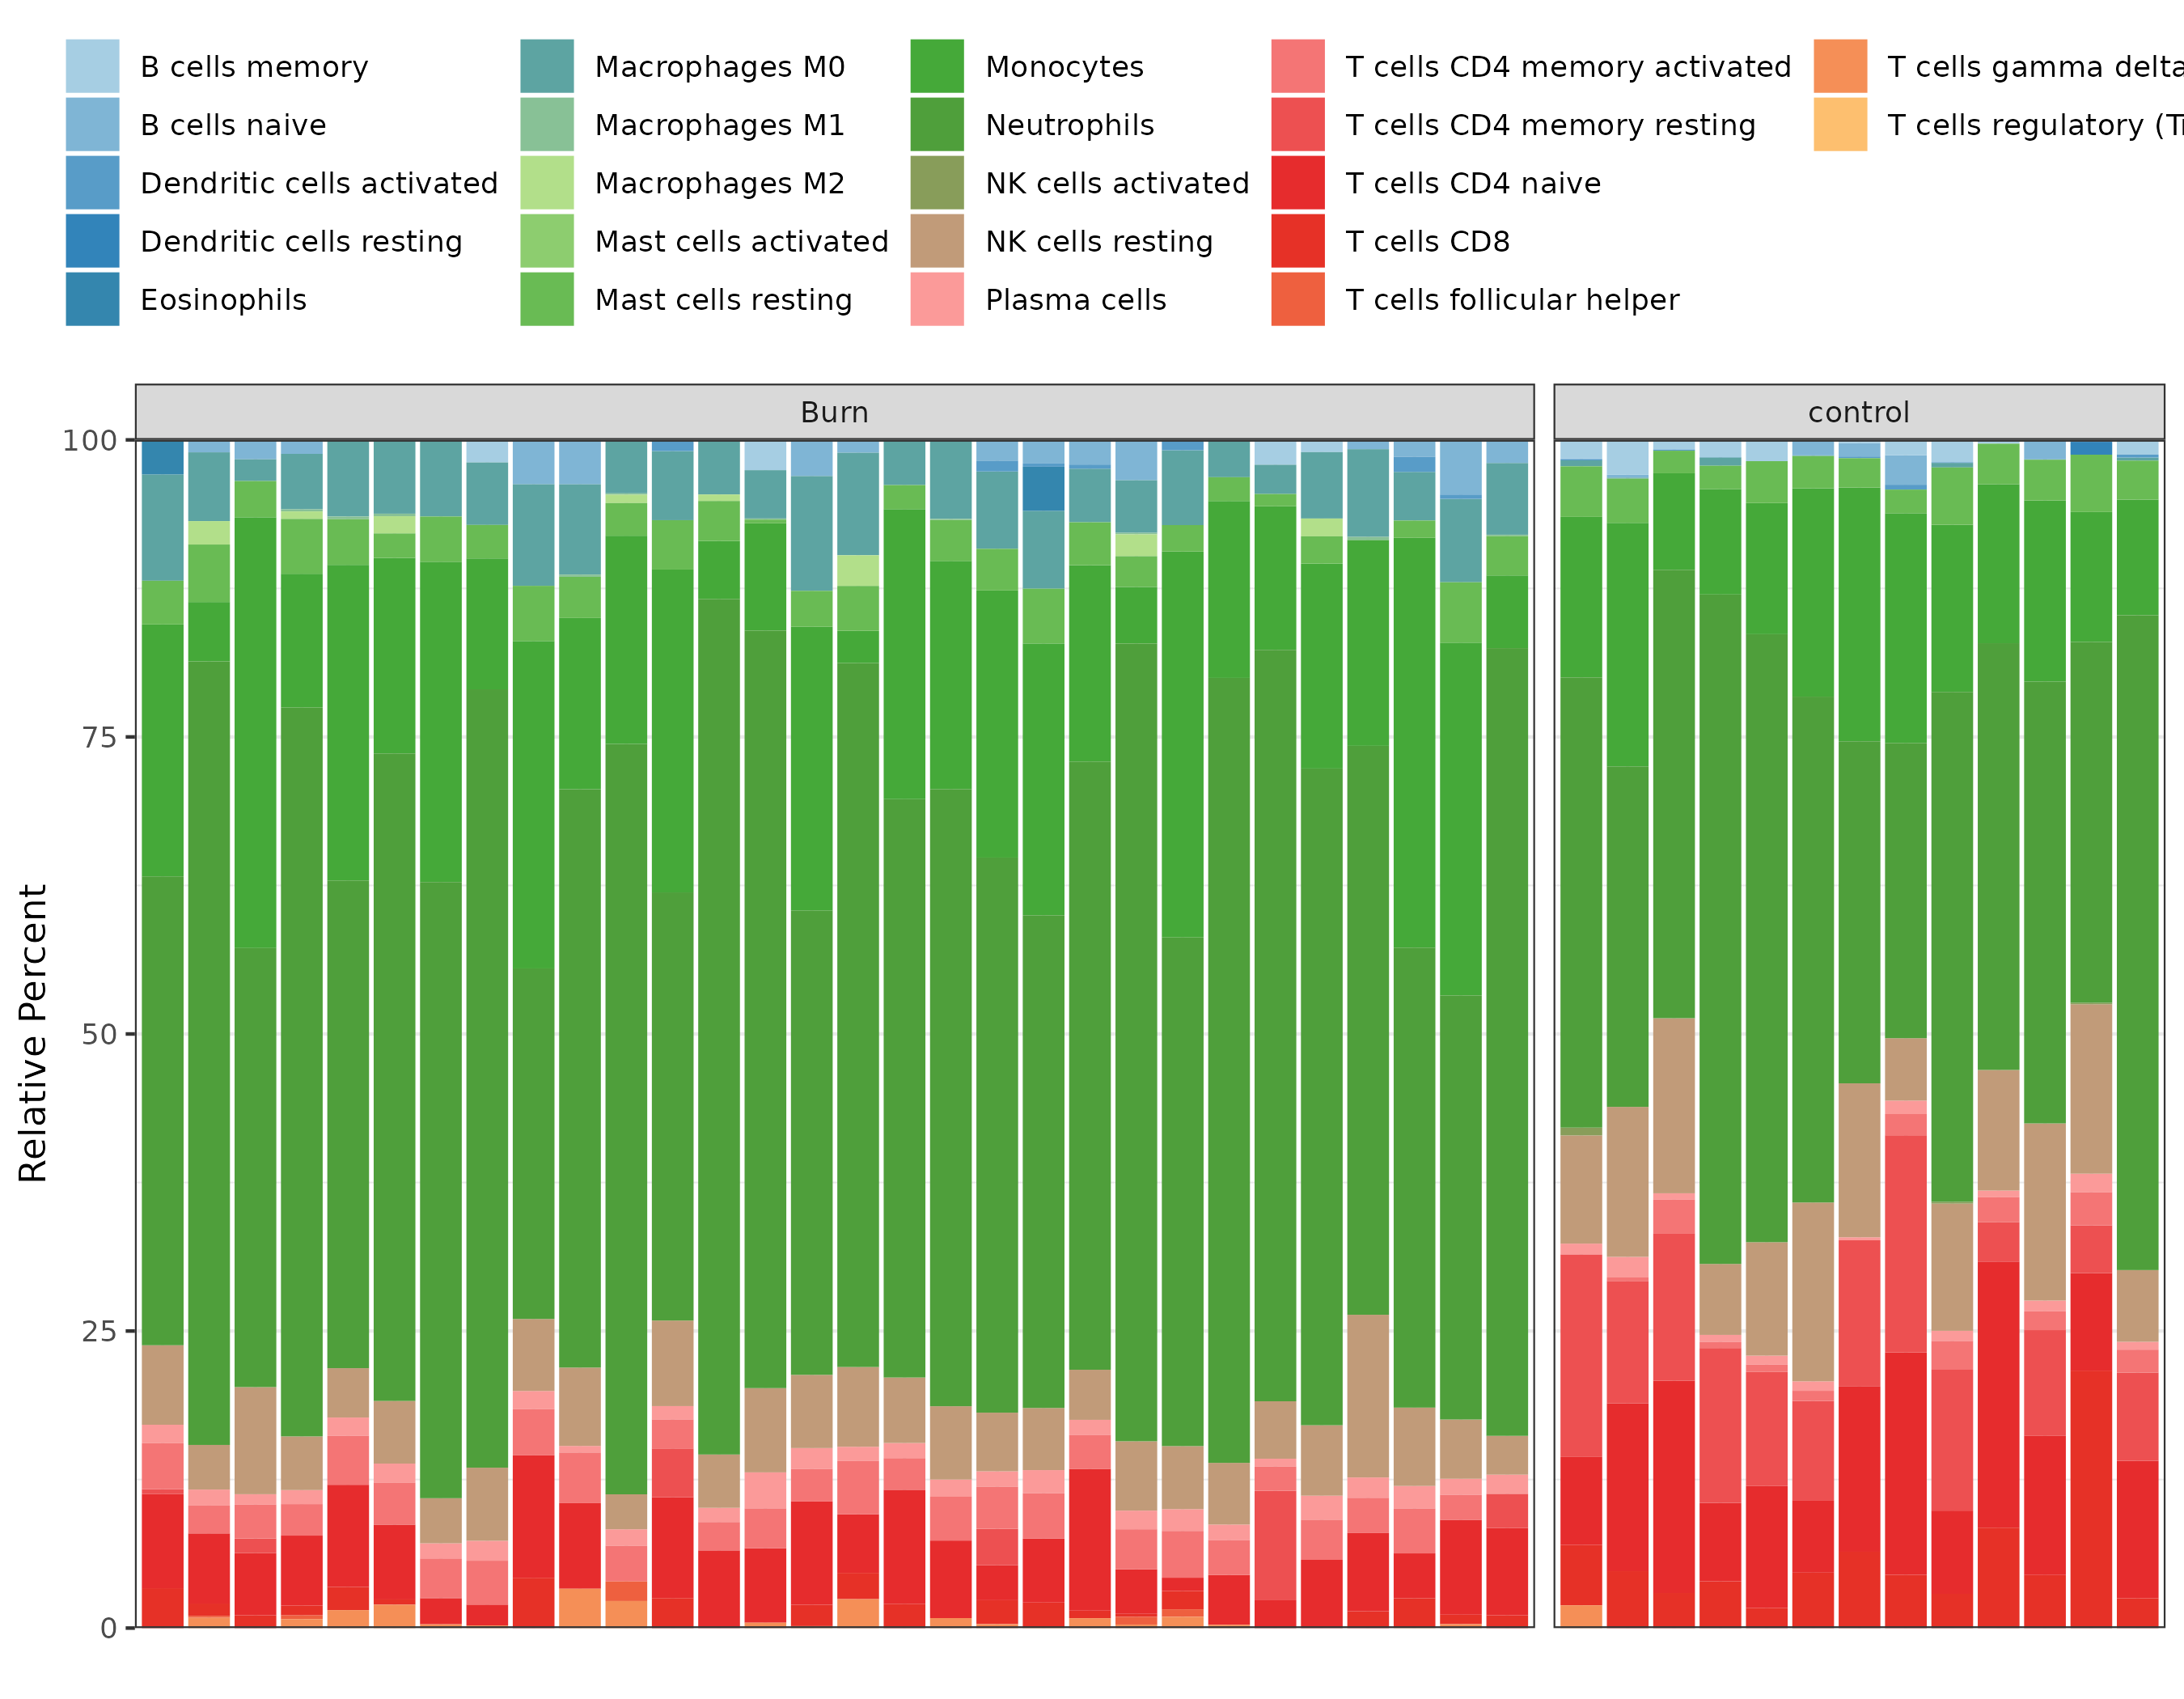 B cells memory
B cells naive
Dendritic cells activated
Dendritic cells resting
Eosinophils
Macrophages M0
Macrophages M1
Macrophages M2
Mast cells activated
Mast cells resting
Monocytes
Neutrophils
NK cells activated
NK cells resting
Plasma cells
T cells CD4 memory activated
T cells CD4 memory resting
T cells CD4 naive
T cells CD8
T cells follicular helper
T cells gamma delta
T cells regulatory (T
Burn
control
100
75
50
25
0
Relative Percent